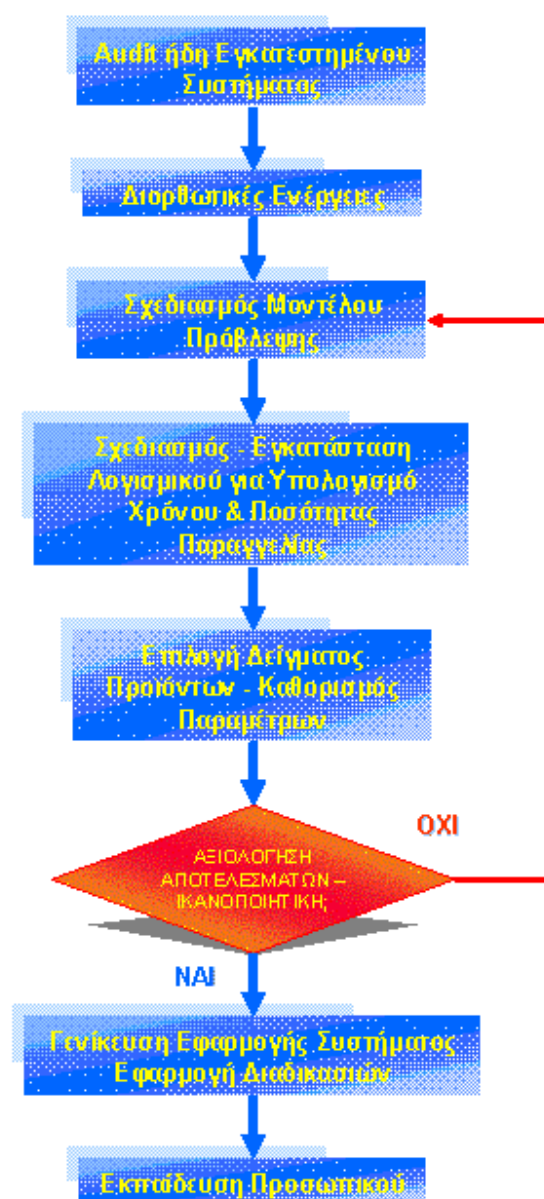 Audit ήδη Εγκατεστημένου
Συστήματας
Διορθωτικές Ενέργειες
Σχεδιασμός Μοντέλου
Πρόβλεψης
Σχεδιασμός - Εγκατάσταση
Λογισμικού για Υπολογισμό
Χρόνου & Ποσότητας
Παραγγελίας
Επιλογή Δείγματος
Προϊόντων - Καθορισμός
Παραμέτρων
ΟΧΙ
ΑΞΙΟΛΟΓΗΣΗ
ΑΠΟΤΕΛΕΣΜΑΤΩΝ –
ΙΚΑΝΟΠΟΙΗΤΙΚΗ;
ΝΑΙ
Γενίκευση Εφαρμογής Συστήματος
Εφαρμογή Διαδικασιών
Εκπαίδευση Προσωπικού